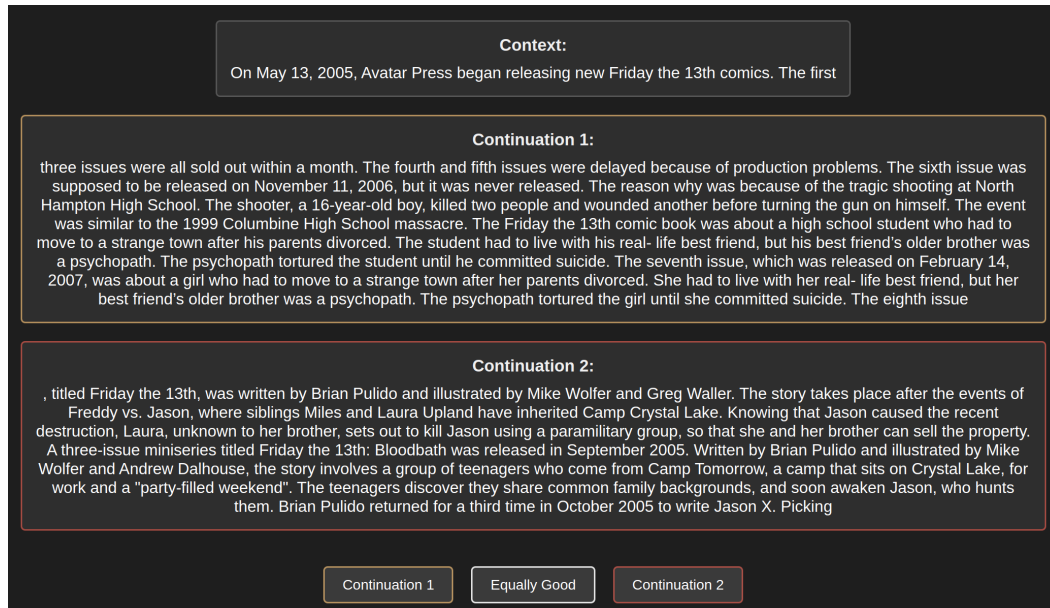 Context:
On May 13, 2005, Avatar Press began releasing new Friday the 13th comics. The first
Continuation 1:
three issues were all sold out within a month. The fourth and fifth issues were delayed because of production problems. The sixth issue was
supposed to be released on November 11, 2006, but it was never released. The reason why was because of the tragic shooting at North
Hampton High School. The shooter, a 16-year-old boy, killed two people and wounded another before turning the gun on himself. The event
was similar to the 1999 Columbine High School massacre. The Friday the 13th comic book was about a high school student who had to
move to a strange town after his parents divorced. The student had to live with his real- life best friend, but his best friend’s older brother was
a psychopath. The psychopath tortured the student until he committed suicide. The seventh issue, which was released on February 14,
2007, was about a girl who had to move to a strange town after her parents divorced. She had to live with her real- life best friend, but her
best friend’s older brother was a psychopath. The psychopath tortured the girl until she committed suicide. The eighth issue
Continuation 2:
, titled Friday the 13th, was written by Brian Pulido and illustrated by Mike Wolfer and Greg Waller. The story takes place after the events of
Freddy vs. Jason, where siblings Miles and Laura Upland have inherited Camp Crystal Lake. Knowing that Jason caused the recent
destruction, Laura, unknown to her brother, sets out to kill Jason using a paramilitary group, so that she and her brother can sell the property.
A three-issue miniseries titled Friday the 13th: Bloodbath was released in September 2005. Written by Brian Pulido and illustrated by Mike
Wolfer and Andrew Dalhouse, the story involves a group of teenagers who come from Camp Tomorrow, a camp that sits on Crystal Lake, for
work and a "party-filled weekend". The teenagers discover they share common family backgrounds, and soon awaken Jason, who hunts
them. Brian Pulido returned for a third time in October 2005 to write Jason X. Picking
Continuation 1
Equally Good
Continuation 2